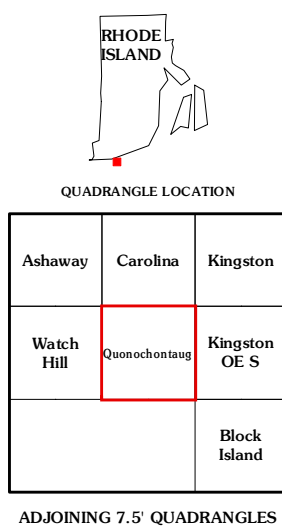 RHODE
ISLAND
QUADRANGLE LOCATION
Ashaway Carolina Kingston
Watch Hill Quonochontaug Kingston OE S
Block Island
ADJOINING 7.5' QUADRANGLES